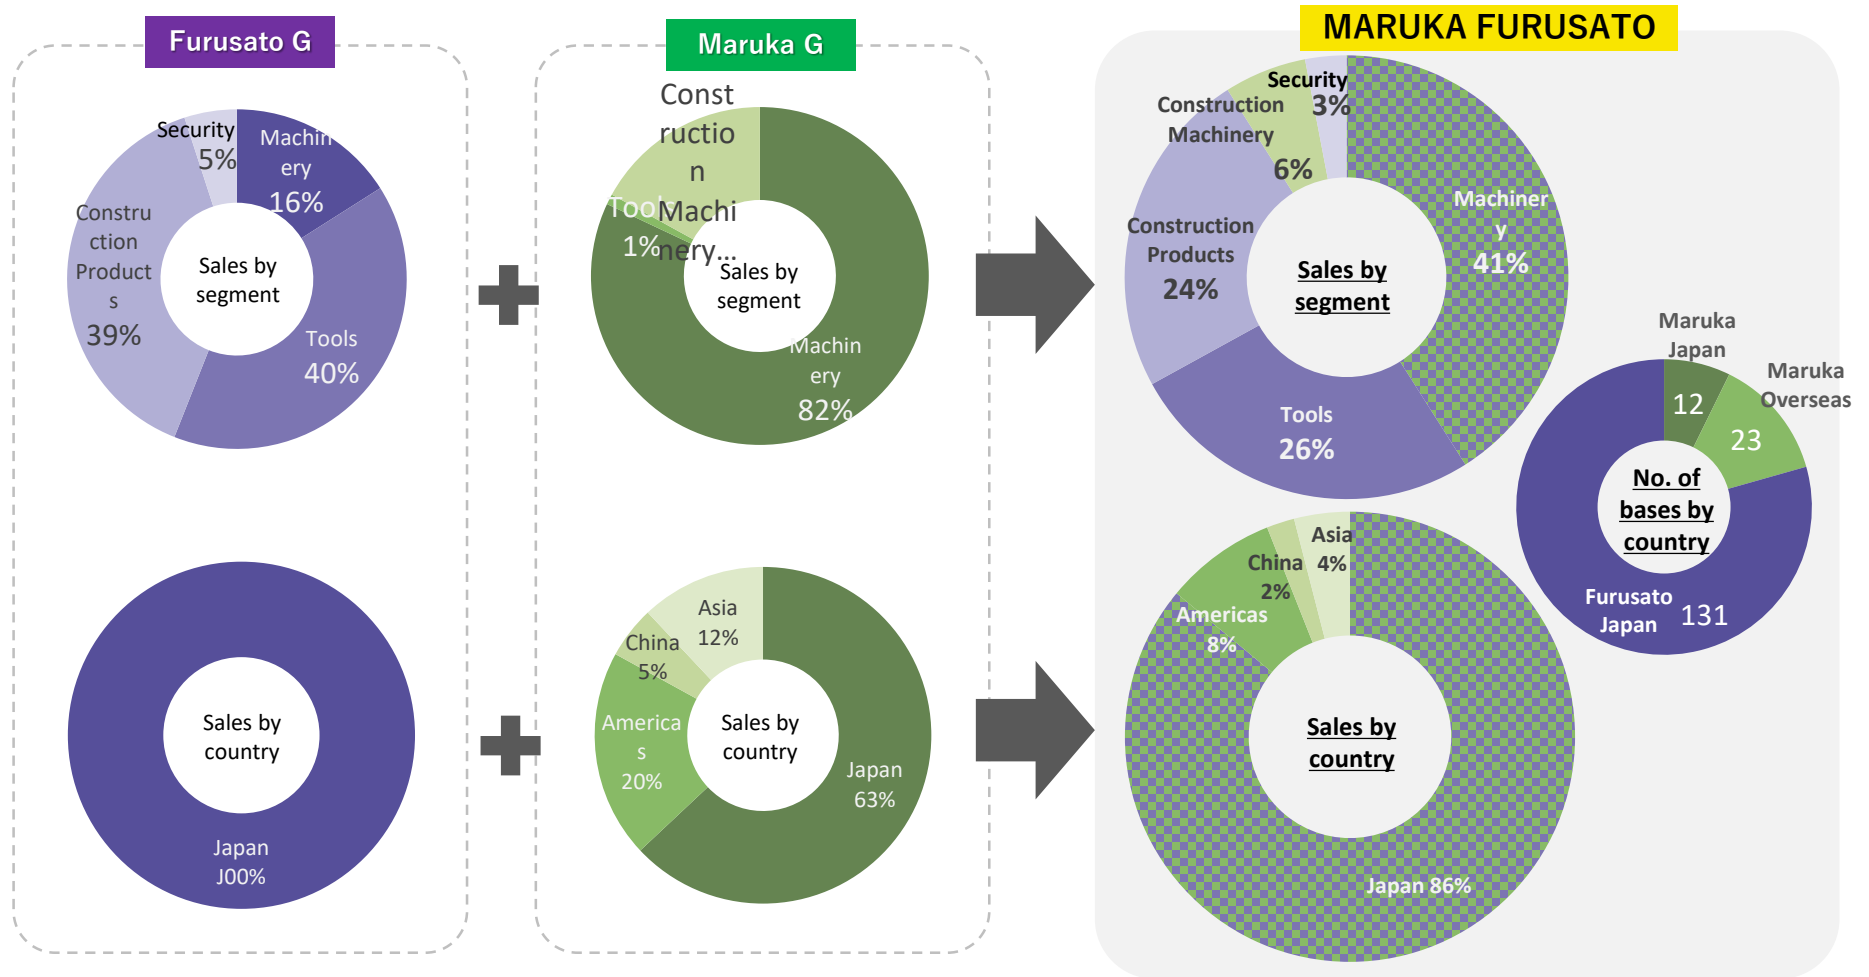 Furusato G
Security
5%
Machin
ery
16%
Constru
ction
Product
s
39%
Tools
40%
Sales by
segment
Japan
J00%
Sales by
country
Maruka G
Const
ructio
n
Machi
nery...
Tools
1%
Machin
ery
82%
Sales by
segment
Asia
12%
China
5%
America
s
20%
Japan
63%
Sales by
country
MARUKA FURUSATO
Security
3%
Construction
Machinery
6%
Construction
Products
24%
Machiner
y
41%
Tools
26%
Sales by
segment
Maruka
Japan
12
Maruka
Overseas
23
No. of
bases by
country
Furusato
Japan
131
Asia
4%
China
2%
Americas
8%
Sales by
country
Japan 86%